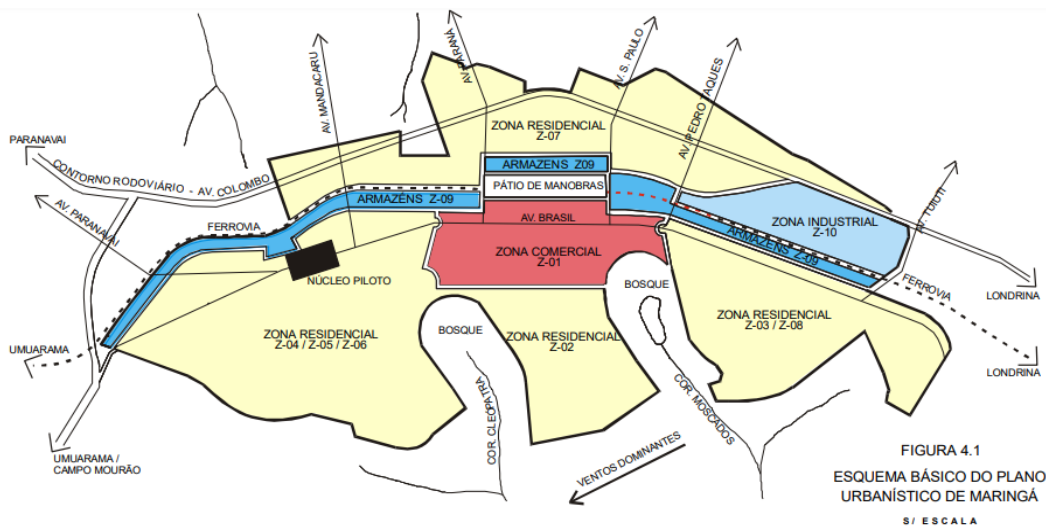 AV. PARANA
AV. S. PAULO
AV. MANDACARU
AV. PEDRO TAQUES
PARANAVAI
ZONA RESIDENCIAL
Z-07
CONTORNO RODOVIÁRIO - AV. COLOMBO
ARMAZENS Z09
PÁTIO DE MANOBRAS
AV. TUIUTI
AV. PARANAVAI
FERROVIA
ARMAZÉNS Z-09
AV. BRASIL
ZONA INDUSTRIAL
Z-10
ARMAZENS Z-09
ZONA COMERCIAL
Z-01
NÚCLEO PILOTO
BOSQUE
FERROVIA
LONDRINA
ZONA RESIDENCIAL
Z-04 / Z-05 / Z-06
BOSQUE
ZONA RESIDENCIAL
Z-02
ZONA RESIDENCIAL
Z-03 / Z-08
UMUARAMA
LONDRINA
COR. CLEÓPATRA
COR. MOSCADOS
UMUARAMA /
CAMPO MOURÃO
VENTOS DOMINANTES
FIGURA 4.1
ESQUEMA BÁSICO DO PLANO
URBANÍSTICO DE MARINGÁ
S/ ESCALA